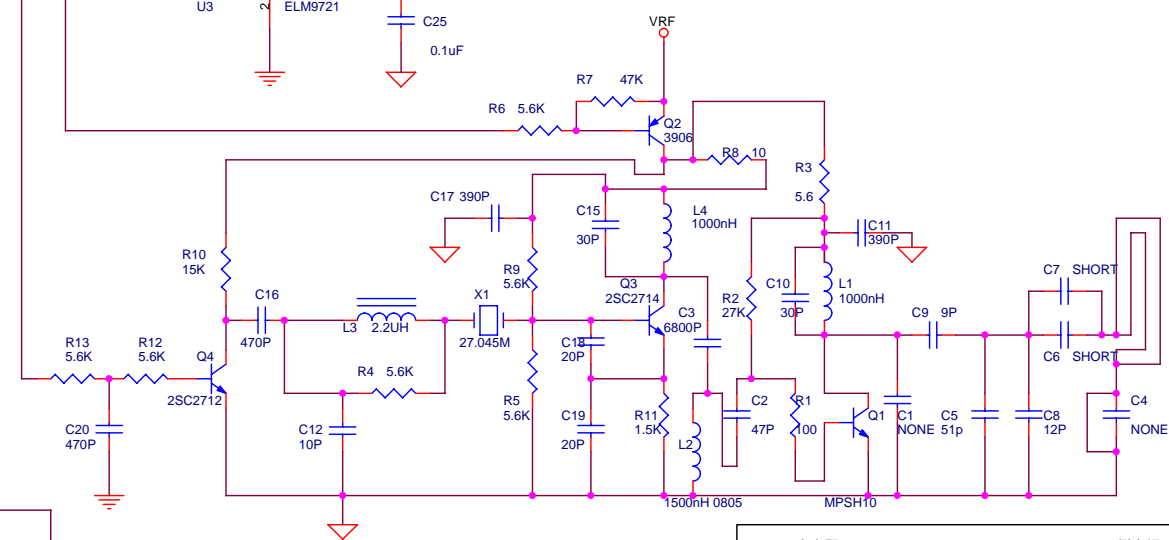 U3
2
ELM9721
C25
0.1uF
VRF
R7 47K
R6 5.6K
Q2
3906
R8 10
R3
5.6
C17 390P
C15
30P
L4
1000nH
C11
390P
R10
15K
R9
5.6K
C16
470P
L3 2.2UH
X1
27.045M
Q3
2SC2714
C3
6800P
R2
27K
C10
30P
L1
1000nH
C7 SHORT
C9 9P
C6 SHORT
R13
5.6K
R12
5.6K
Q4
2SC2712
R4 5.6K
C18
20P
R5
5.6K
C20
470P
C12
10P
C19
20P
R11
1.5K
L2
1500nH 0805
C2
47P
R1
100
Q1
MPSH10
C1
NONE
C5
51p
C8
12P
C4
NONE